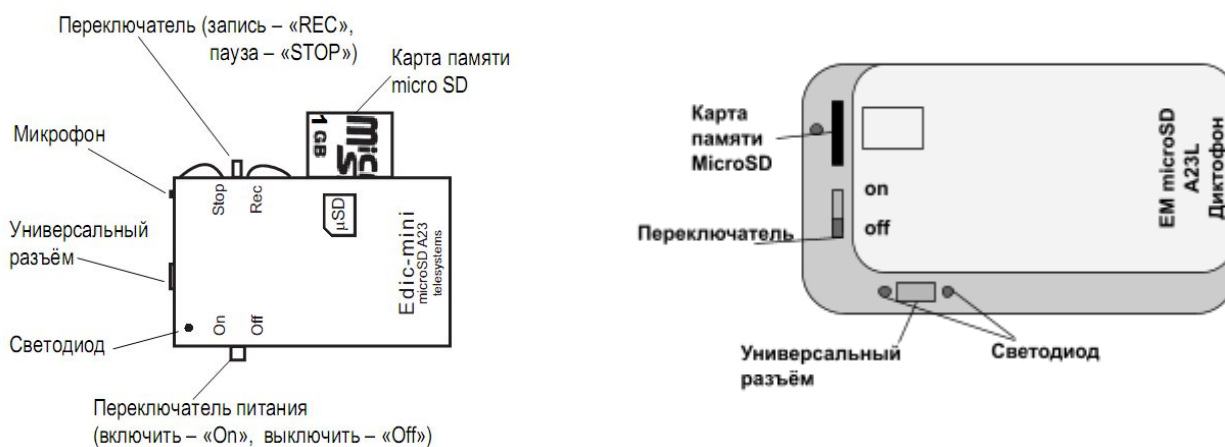 Переключатель (запись – «REC»,
пауза – «STOP»)
Карта памяти
micro SD
Микрофон
1 GB
Stop
Rec
µSD
Универсальный
разъём
Edic-mini
microSD A23
telesystems
Светодиод
On
Off
Переключатель питания
(включить – «On», выключить – «Off»)
Карта
памяти
MicroSD
on
off
Переключатель
EM microSD
A23L
Диктофон
Универсальный
разъём
Светодиод